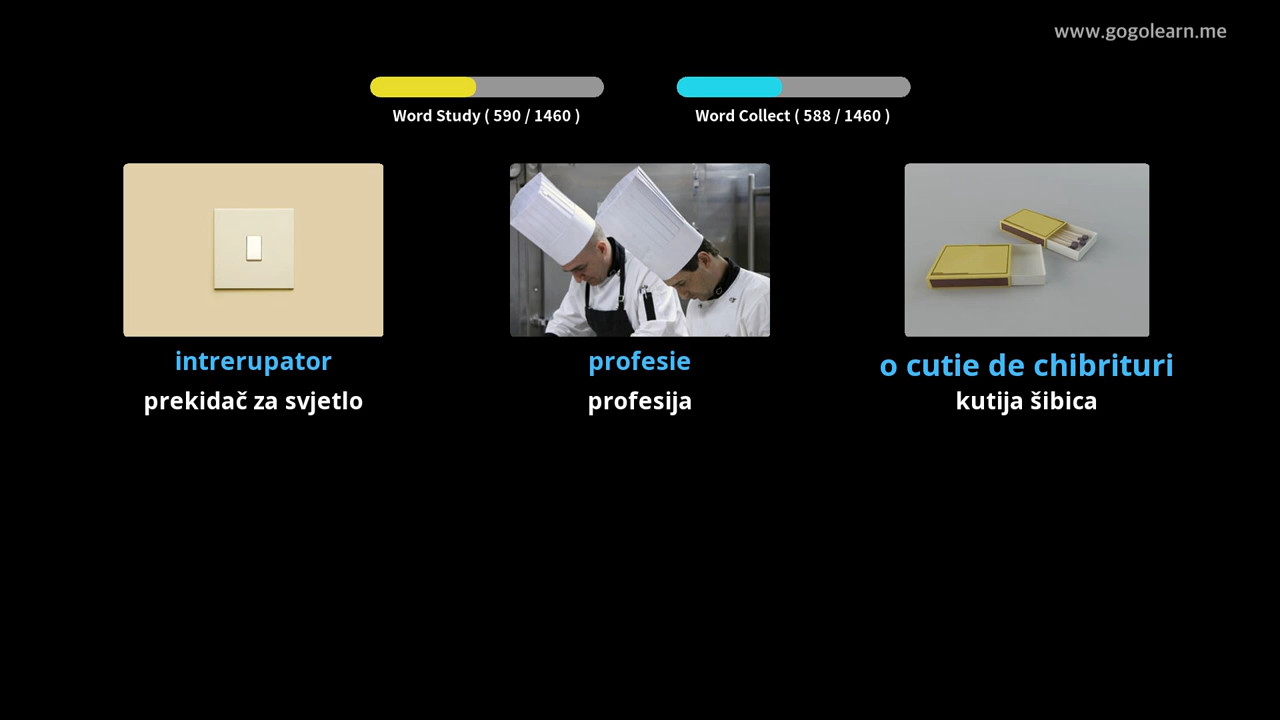 www.gogolearn.me
Word Study ( 590 / 1460 )
Word Collect ( 588 / 1460 )
intrerupator
profesie
o cutie de chibrituri
prekidač za svjetlo
profesija
kutija šibica